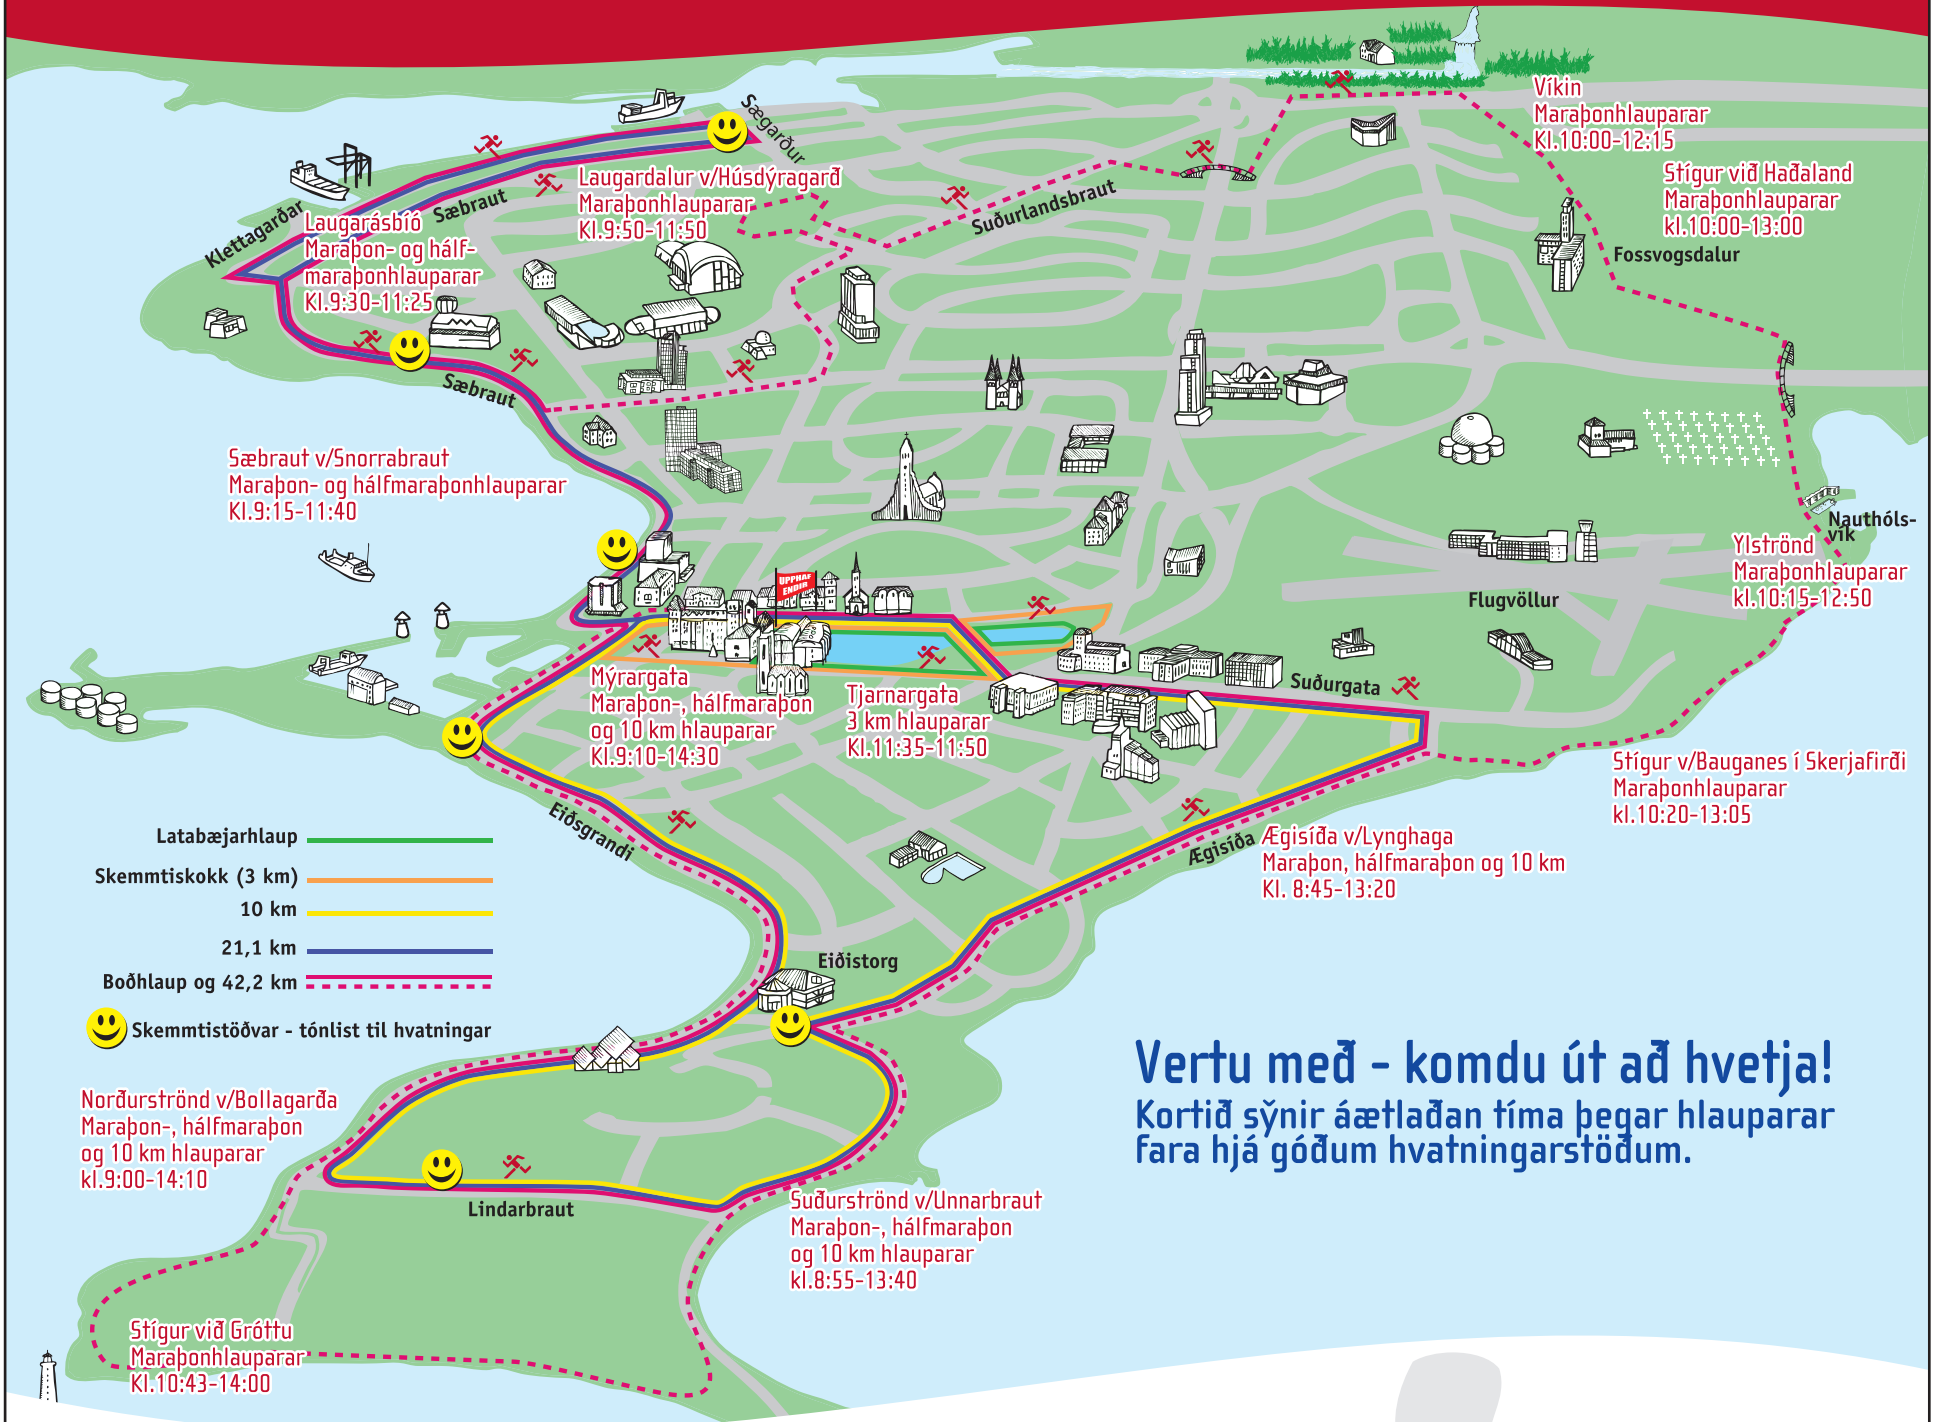 Sægarður
Víkin
Maraþonhlauparar
Kl.10:00-12:15
Stígur við Haðaland
Maraþonhlauparar
kl.10:00-13:00
Laugardalur v/Húsdýragarð
Maraþonhlauparar
Kl.9:50-11:50
Suðurlandsbraut
Sæbraut
Klettagarðar
Laugarásbíó
Maraþon- og hálf-
maraþonhlauparar
Kl.9:30-11:25
Fossvogsdalur
Sæbraut
Sæbraut v/Snorrabraut
Maraþon- og hálfmaraþonhlauparar
Kl.9:15-11:40
Nauthóls-
vík
Ylströnd
Maraþonhlauparar
kl.10:15-12:50
UPPHAF
ENDIR
Flugvöllur
Mýrargata
Maraþon-, hálfmaraþon
og 10 km hlauparar
Kl.9:10-14:30
Tjarnargata
3 km hlauparar
Kl.11:35-11:50
Suðurgata
Stígur v/Bauganes í Skerjafirði
Maraþonhlauparar
kl.10:20-13:05
Eiðsgrandi
Ægisíða
Ægisíða v/Lynghaga
Maraþon, hálfmaraþon og 10 km
Kl. 8:45-13:20
Latabæjarhlaup
Skemmtiskokk (3 km)
10 km
21,1 km
Boðhlaup og 42,2 km
Skemmtistöðvar - tónlist til hvatningar
Eiðistorg
Vertu með - komdu út að hvetja!
Kortið sýnir áætlaðan tíma þegar hlauparar
fara hjá góðum hvatningarstöðum.
Norðurströnd v/Bollagarða
Maraþon-, hálfmaraþon
og 10 km hlauparar
kl.9:00-14:10
Lindarbraut
Suðurströnd v/Unnarbraut
Maraþon-, hálfmaraþon
og 10 km hlauparar
kl.8:55-13:40
Stígur við Gróttu
Maraþonhlauparar
Kl.10:43-14:00